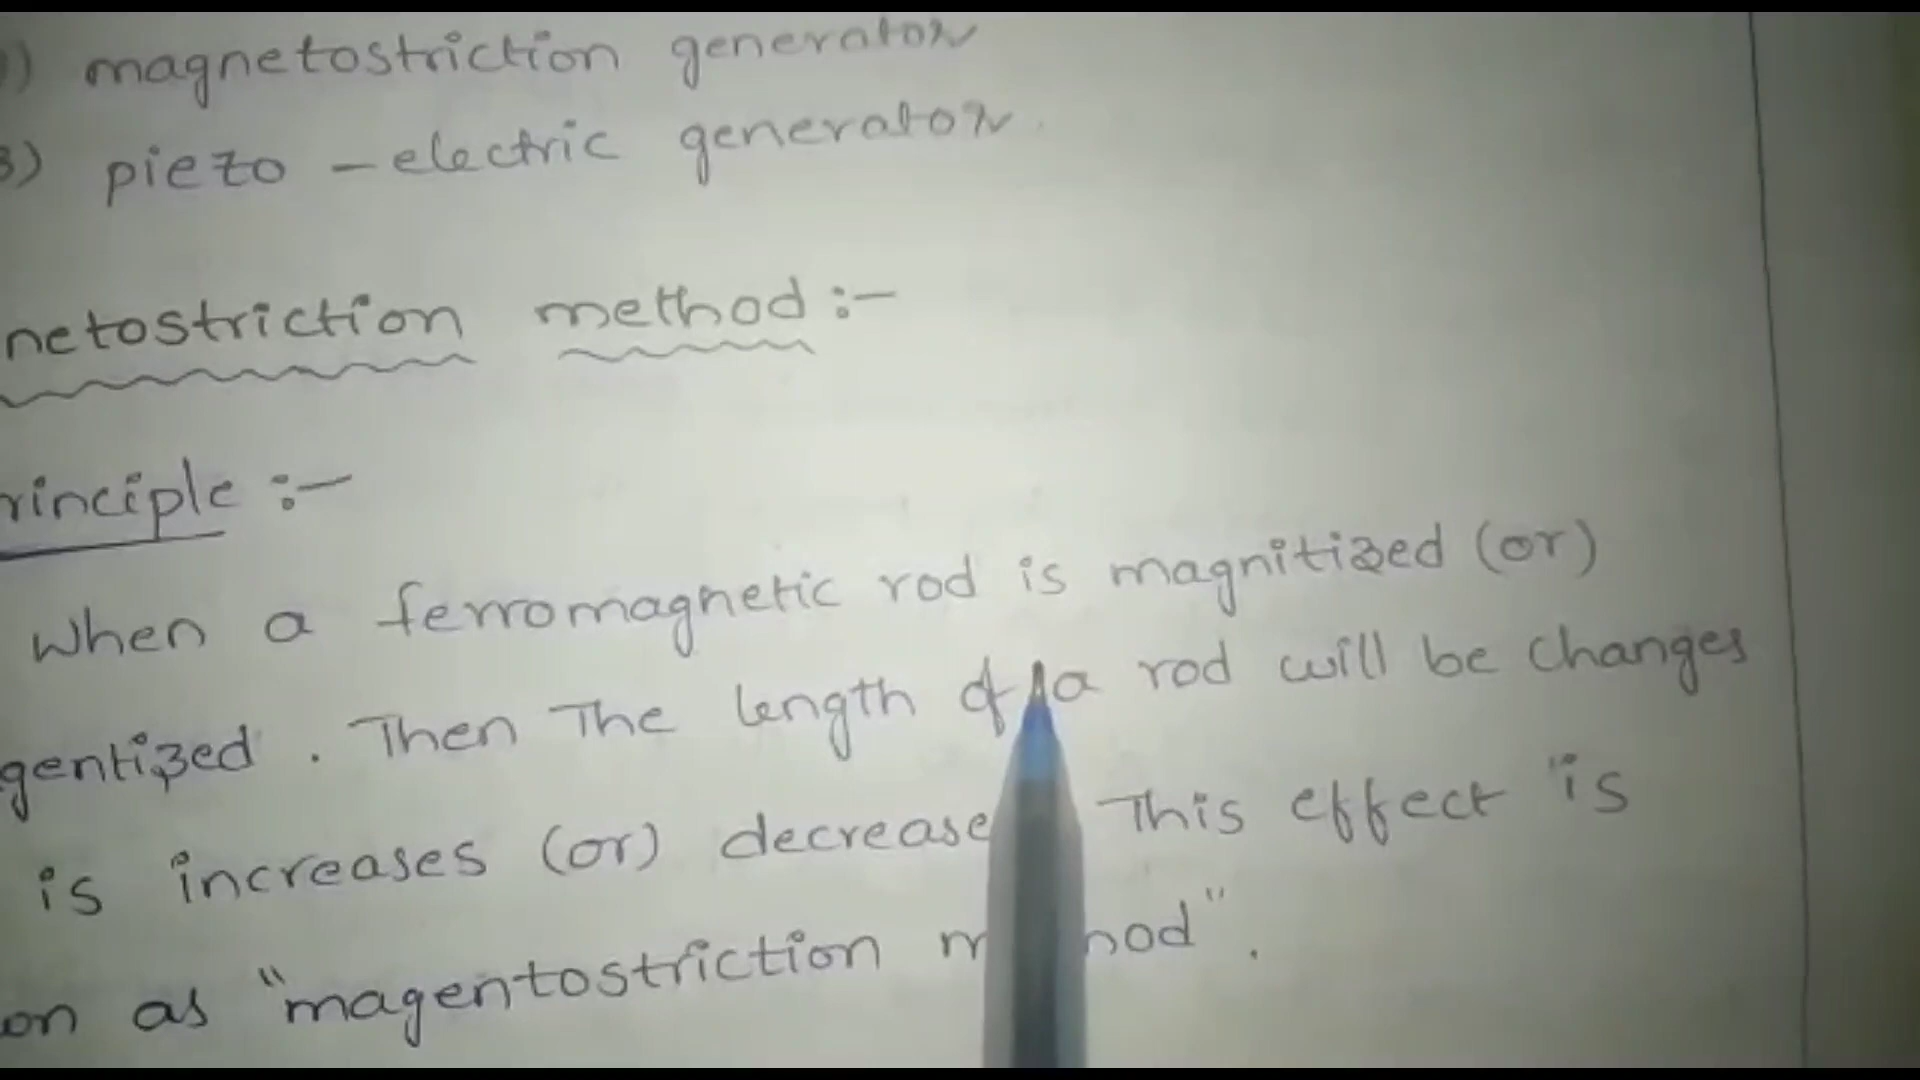 ) magnetostriction generator
3) piezo - electric generator.
netostriction method :-
rinciple :-
When a ferromagnetic rod is magnitized (or)
gentized . Then The length of a rod will be changes
is increases (or) decrease This effect is
on as "magentostriction m hod".